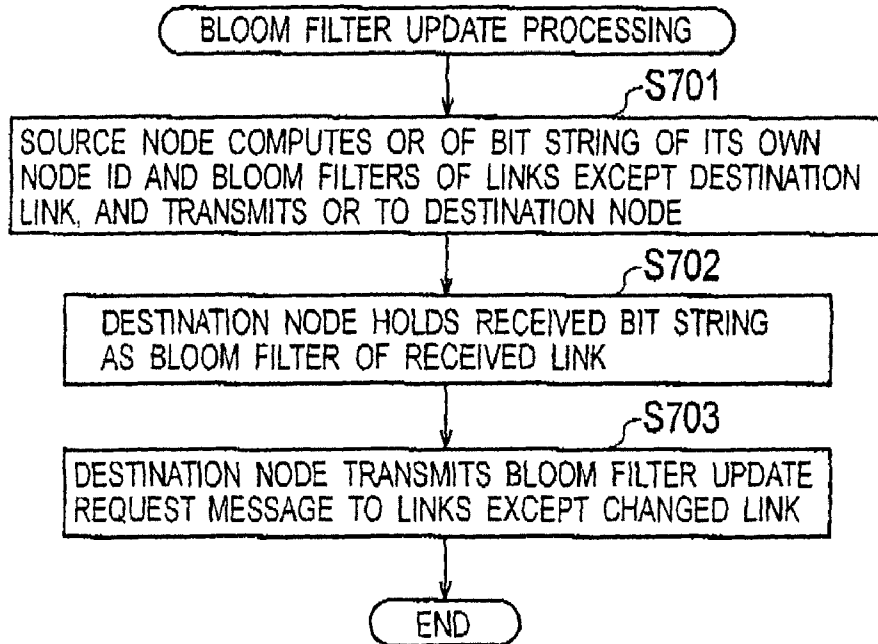 BLOOM FILTER UPDATE PROCESSING
S701
SOURCE NODE COMPUTES OR OF BIT STRING OF ITS OWN
NODE ID AND BLOOM FILTERS OF LINKS EXCEPT DESTINATION
LINK, AND TRANSMITS OR TO DESTINATION NODE
S702
DESTINATION NODE HOLDS RECEIVED BIT STRING
AS BLOOM FILTER OF RECEIVED LINK
S703
DESTINATION NODE TRANSMITS BLOOM FILTER UPDATE
REQUEST MESSAGE TO LINKS EXCEPT CHANGED LINK
END